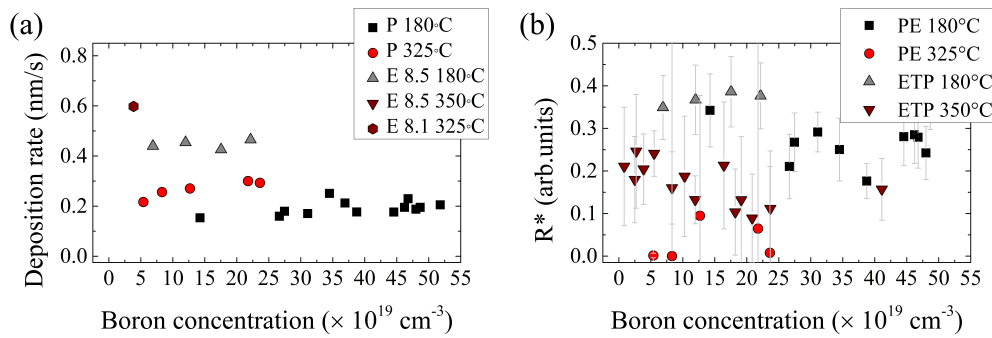 (a)
Deposition rate (nm/s)
0.8
0.6
0.4
0.2
0.0
0 5 10 15 20 25 30 35 40 45 50 55
Boron concentration (× 10¹⁹ cm⁻³)
P 180°C
P 325°C
E 8.5 180°C
E 8.5 350°C
E 8.1 325°C
(b)
R* (arb.units)
0.5
0.4
0.3
0.2
0.1
0.0
0 5 10 15 20 25 30 35 40 45 50 55
Boron concentration (× 10¹⁹ cm⁻³)
PE 180°C
PE 325°C
ETP 180°C
ETP 350°C